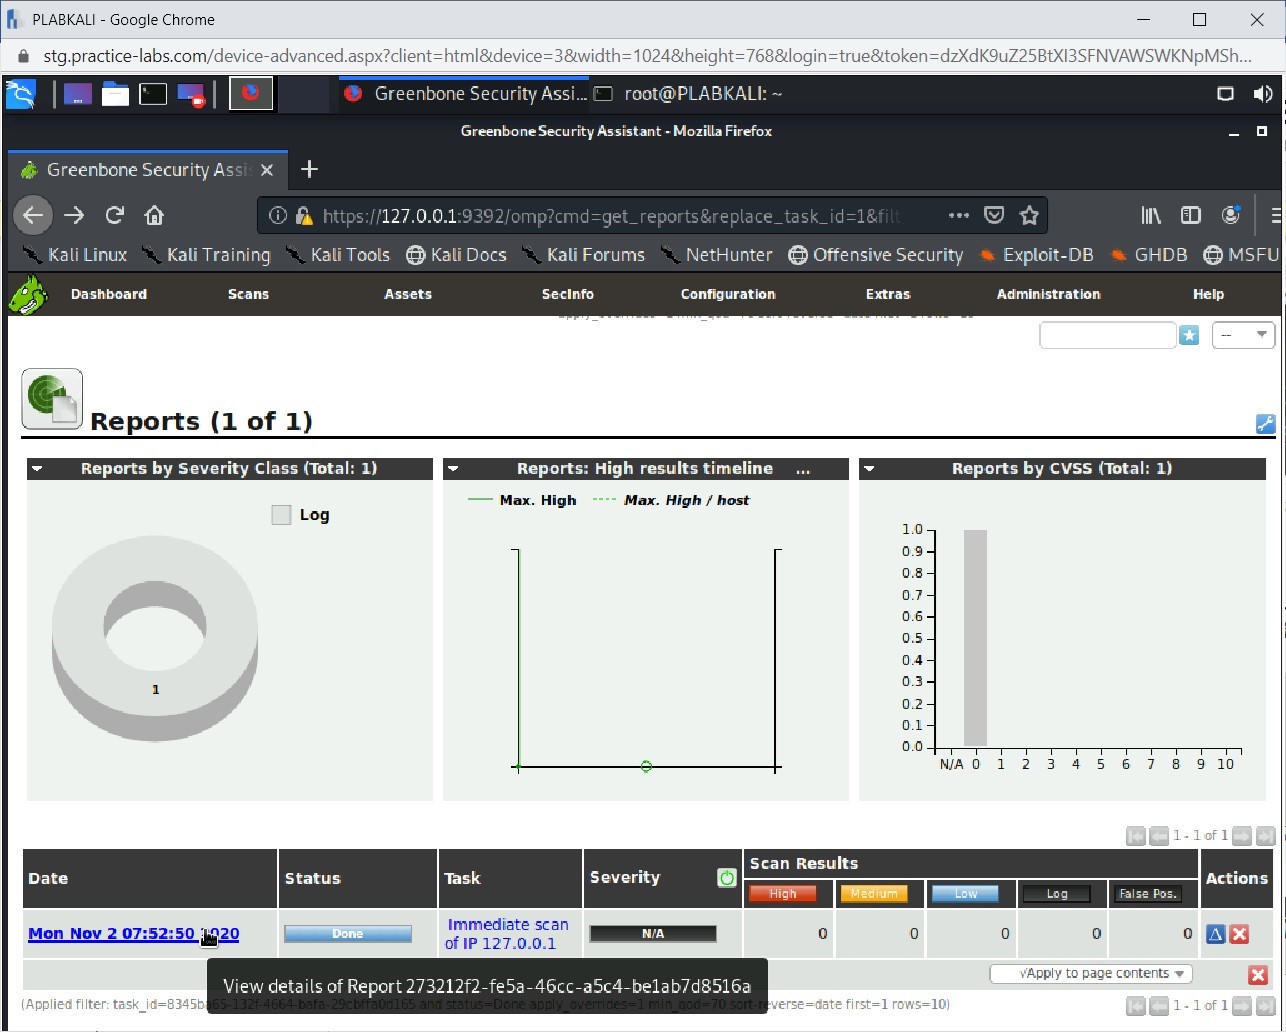 PLABKALI - Google Chrome
stg.practice-labs.com/device-advanced.aspx?client=html&device=3&width=1024&height=768&login=true&token=dzXdK9uZ25BtXI3SFNVAWSWKNpMSh...
Greenbone Security Assi... root@PLABKALI: ~
Greenbone Security Assistant - Mozilla Firefox
Greenbone Security Assi
https://127.0.0.1:9392/omp?cmd=get_reports&replace_task_id=1&filt
Kali Linux Kali Training Kali Tools Kali Docs Kali Forums NetHunter Offensive Security Exploit-DB GHDB MSFU
Dashboard Scans Assets SecInfo Configuration Extras Administration Help
--
Reports (1 of 1)
Reports by Severity Class (Total: 1)
Log
1
Reports: High results timeline ...
Max. High Max. High / host
Reports by CVSS (Total: 1)
1.0
0.9
0.8
0.7
0.6
0.5
0.4
0.3
0.2
0.1
0.0
N/A 0 1 2 3 4 5 6 7 8 9 10
1 - 1 of 1
Date Status Task Severity Scan Results Actions
High Medium Low Log False Pos.
Mon Nov 2 07:52:50 2020 Done Immediate scan of IP 127.0.0.1 N/A 0 0 0 0 0
√Apply to page contents
View details of Report 273212f2-fe5a-46cc-a5c4-be1ab7d8516a
(Applied filter: task_id=8345ba65-132f-4664-bafa-29cbffa0d165 and status=Done apply_overrides=1 min_qod=70 sort-reverse=date first=1 rows=10)
1 - 1 of 1